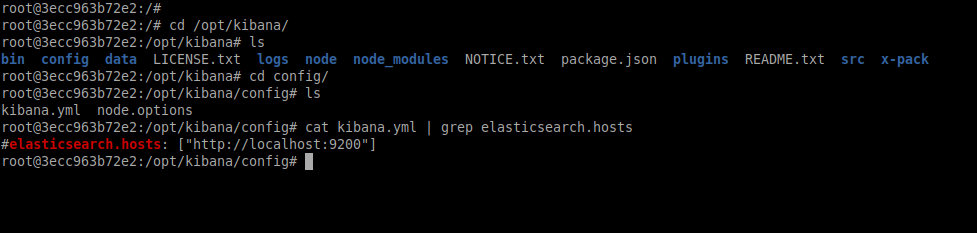 root@3ecc963b72e2:/#
root@3ecc963b72e2:/# cd /opt/kibana/
root@3ecc963b72e2:/opt/kibana# ls
bin  config  data  LICENSE.txt  logs  node  node_modules  NOTICE.txt  package.json  plugins  README.txt  src  x-pack
root@3ecc963b72e2:/opt/kibana# cd config/
root@3ecc963b72e2:/opt/kibana/config# ls
kibana.yml  node.options
root@3ecc963b72e2:/opt/kibana/config# cat kibana.yml | grep elasticsearch.hosts
#elasticsearch.hosts: ["http://localhost:9200"]
root@3ecc963b72e2:/opt/kibana/config#